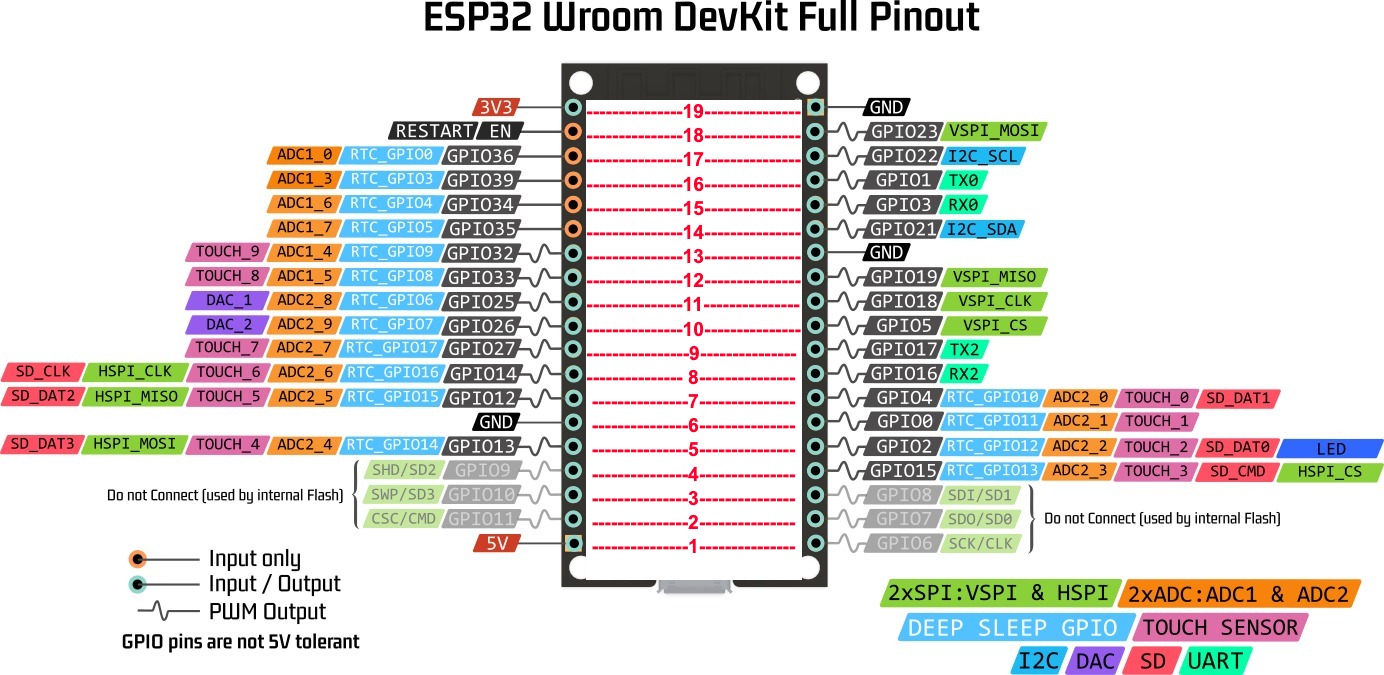 ESP32 Wroom DevKit Full Pinout
3V3 19 GND
RESTART EN 18 GPIO23 VSPI_MOSI
ADC1_0 RTC_GPIO0 GPIO36 17 GPIO22 I2C_SCL
ADC1_3 RTC_GPIO3 GPIO39 16 GPIO1 TX0
ADC1_6 RTC_GPIO4 GPIO34 15 GPIO3 RX0
ADC1_7 RTC_GPIO5 GPIO35 14 GPIO21 I2C_SDA
TOUCH_9 ADC1_4 RTC_GPIO9 GPIO32 13 GND
TOUCH_8 ADC1_5 RTC_GPIO8 GPIO33 12 GPIO19 VSPI_MISO
DAC_1 ADC2_8 RTC_GPIO6 GPIO25 11 GPIO18 VSPI_CLK
DAC_2 ADC2_9 RTC_GPIO7 GPIO26 10 GPIO5 VSPI_CS
TOUCH_7 ADC2_7 RTC_GPIO17 GPIO27 9 GPIO17 TX2
SD_CLK HSPI_CLK TOUCH_6 ADC2_6 RTC_GPIO16 GPIO14 8 GPIO16 RX2
SD_DAT2 HSPI_MISO TOUCH_5 ADC2_5 RTC_GPIO15 GPIO12 7 GPIO4 RTC_GPIO10 ADC2_0 TOUCH_0 SD_DAT1
GND 6 GPIO0 RTC_GPIO11 ADC2_1 TOUCH_1
SD_DAT3 HSPI_MOSI TOUCH_4 ADC2_4 RTC_GPIO14 GPIO13 5 GPIO2 RTC_GPIO12 ADC2_2 TOUCH_2 SD_DAT0 LED
SHD/SD2 GPIO9 4 GPIO15 RTC_GPIO13 ADC2_3 TOUCH_3 SD_CMD HSPI_CS
Do not Connect (used by internal Flash) SWP/SD3 GPIO10 3 GPIO8 SDI/SD1
CSC/CMD GPIO11 2 GPIO7 SDO/SD0 Do not Connect (used by internal Flash)
5V 1 GPIO6 SCK/CLK
Input only
Input / Output
PWM Output
GPIO pins are not 5V tolerant
2xSPI:VSPI & HSPI 2xADC:ADC1 & ADC2
DEEP SLEEP GPIO TOUCH SENSOR
I2C DAC SD UART